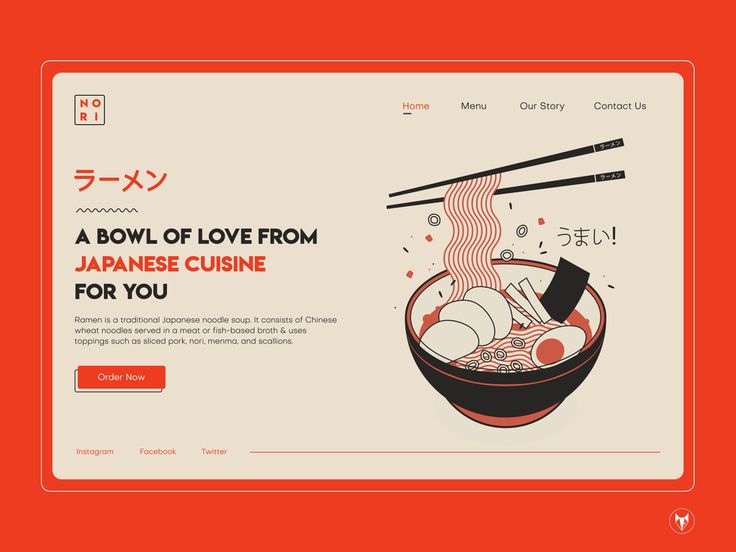 NO
RI
Home
Menu
Our Story
Contact Us
ラーメン
A BOWL OF LOVE FROM
JAPANESE CUISINE
FOR YOU
Ramen is a traditional Japanese noodle soup. It consists of Chinese
wheat noodles served in a meat or fish-based broth & uses
toppings such as sliced pork, nori, menma, and scallions.
Order Now
ラーメン
ラーメン
うまい!
Instagram
Facebook
Twitter